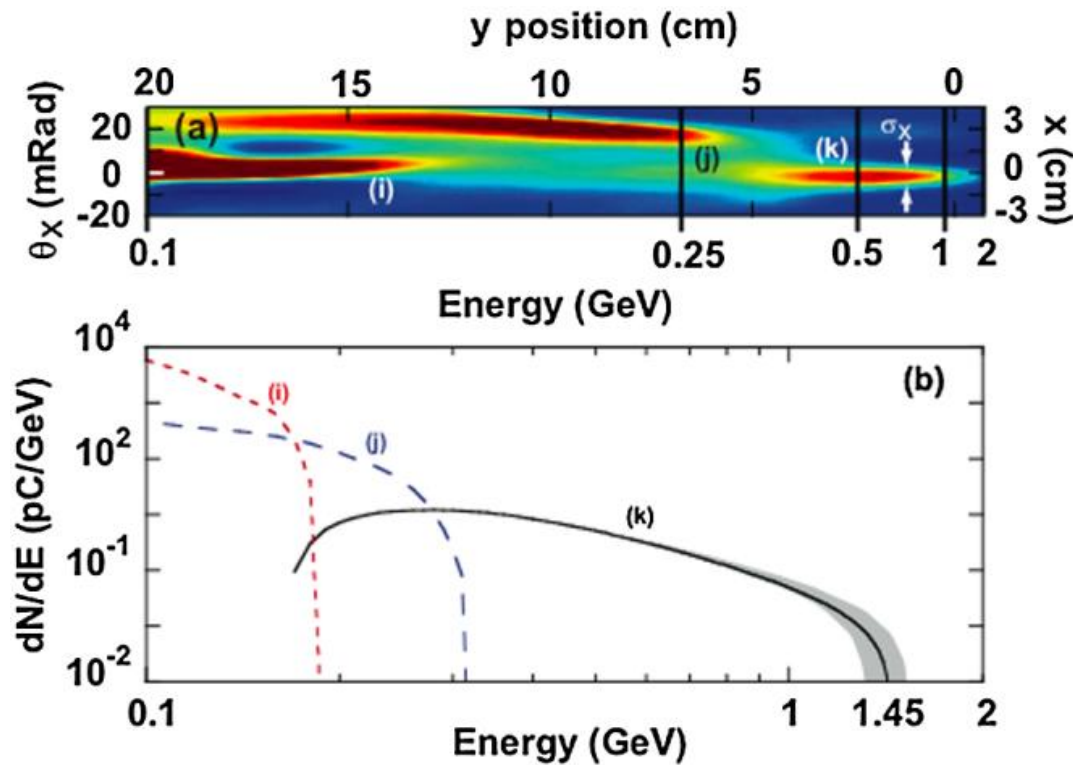 y position (cm)
20 15 10 5 0
θX (mRad)
20
0
-20
(a)
(i)
(j)
(k)
σX
3
0
-3
x (cm)
0.1 0.25 0.5 1 2
Energy (GeV)
dN/dE (pC/GeV)
10^4
10^2
10^-1
10^-2
(b)
(i)
(j)
(k)
0.1 1 1.45 2
Energy (GeV)